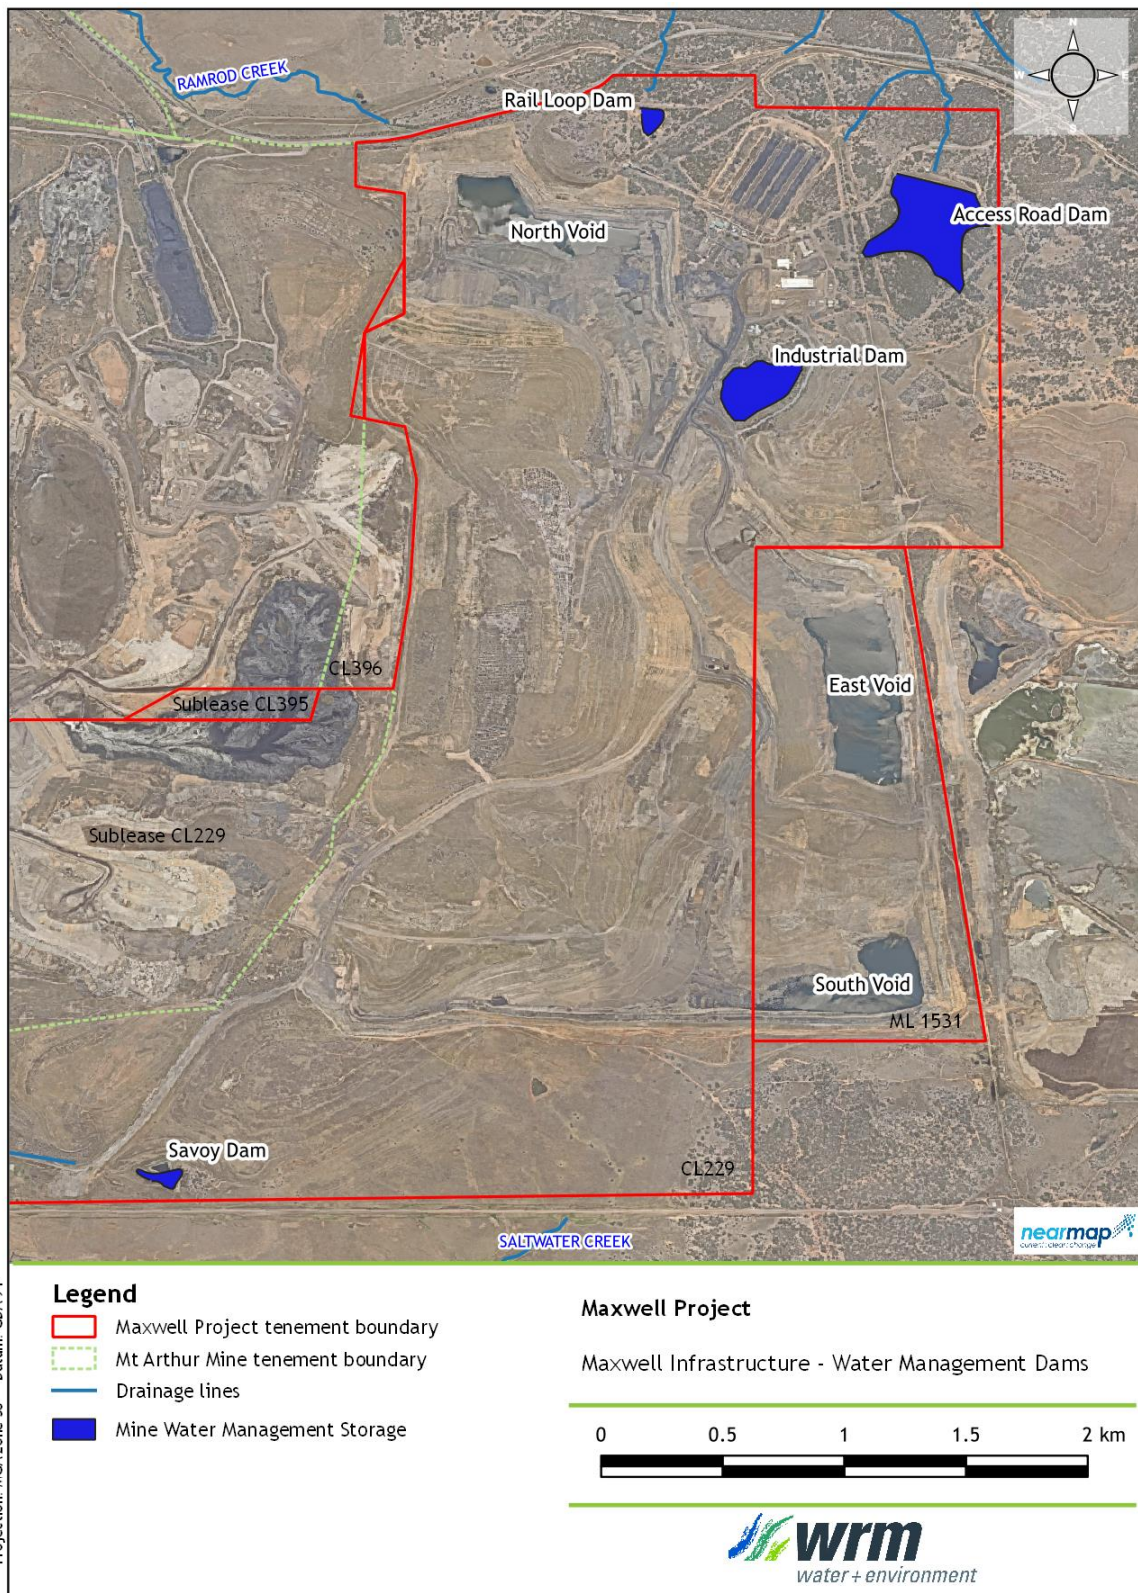 N
W
E
S
RAMROD CREEK
Rail Loop Dam
Access Road Dam
North Void
Industrial Dam
East Void
CL396
Sublease CL395
Sublease CL229
South Void
ML 1531
Savoy Dam
CL229
SALTWATER CREEK
nearmap
Legend
Maxwell Project tenement boundary
Mt Arthur Mine tenement boundary
Drainage lines
Mine Water Management Storage
Maxwell Project
Maxwell Infrastructure - Water Management Dams
0 0.5 1 1.5 2 km
wrm
water + environment